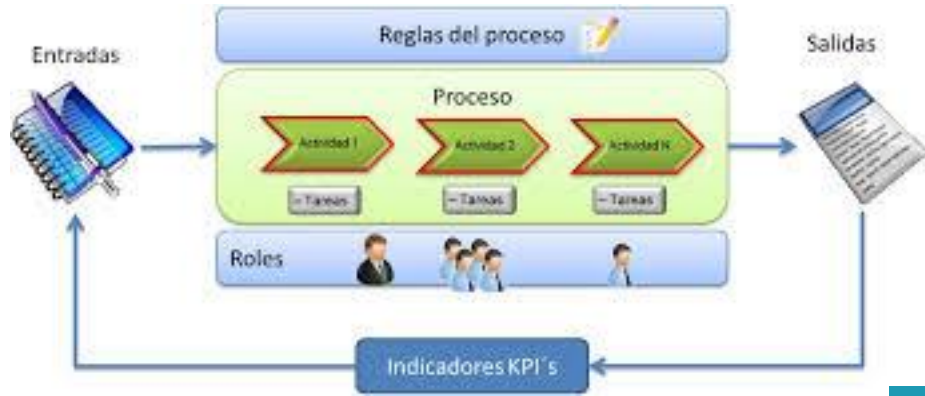 Reglas del proceso
Entradas
Salidas
Proceso
Actividad 1
Actividad 2
Actividad N
– Tareas
– Tareas
– Tareas
Roles
Indicadores KPI´s